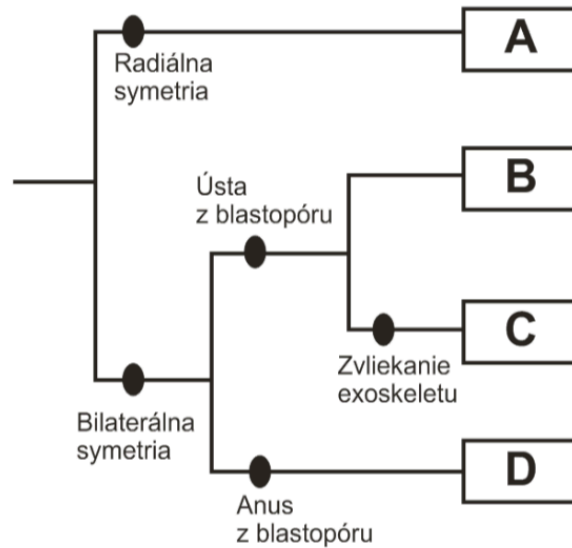 A
Radiálna
symetria
B
Ústa
z blastopóru
C
Zvliekanie
exoskeletu
Bilaterálna
symetria
D
Anus
z blastopóru